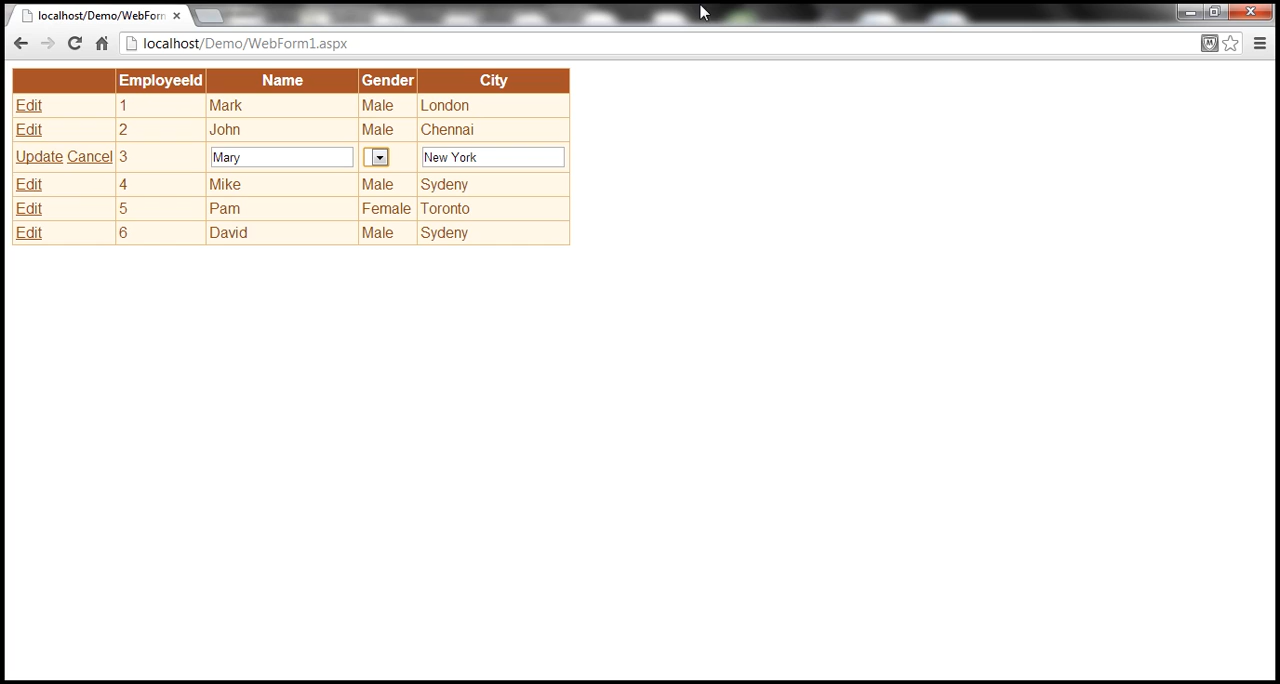 localhost/Demo/WebForm
localhost/Demo/WebForm1.aspx
EmployeeId Name Gender City
Edit 1 Mark Male London
Edit 2 John Male Chennai
Update Cancel 3 Mary New York
Edit 4 Mike Male Sydeny
Edit 5 Pam Female Toronto
Edit 6 David Male Sydeny